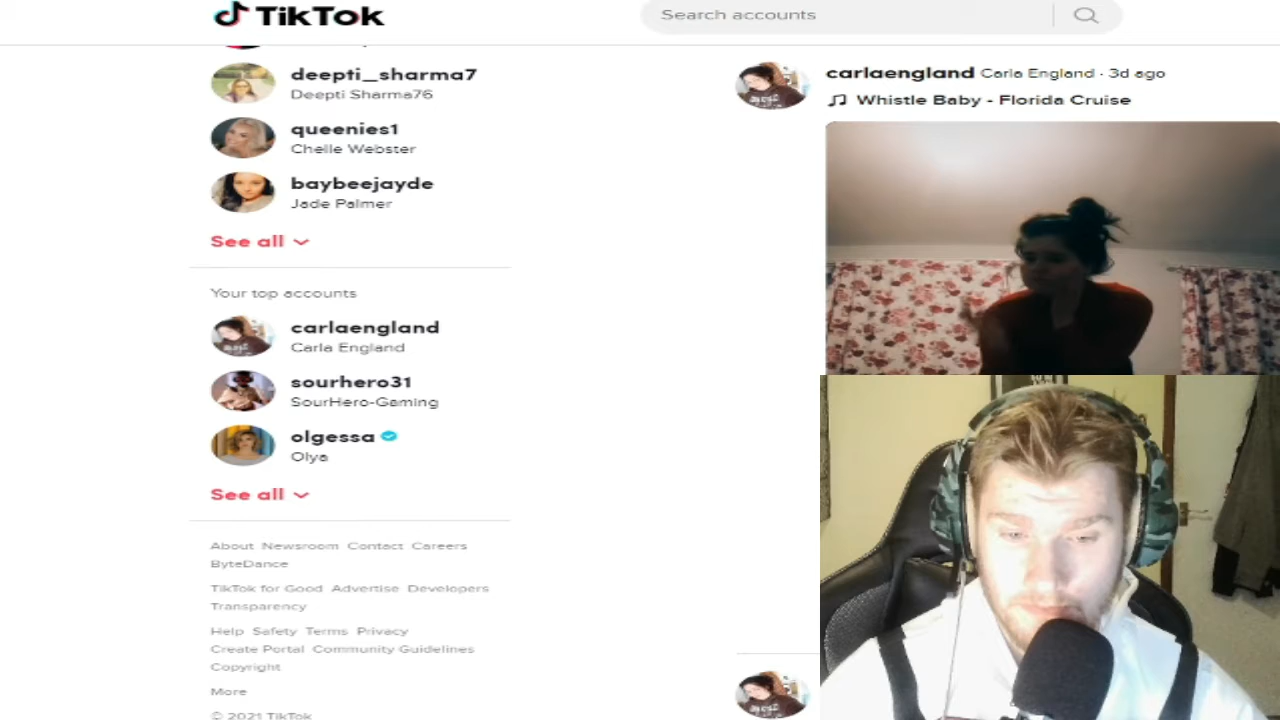 TikTok
Search accounts
deepti_sharma7
Deepti Sharma76
queenies1
Chelle Webster
baybeejayde
Jade Palmer
See all
Your top accounts
carlaengland
Carla England
sourhero31
SourHero-Gaming
olgessa
Olya
See all
About Newsroom Contact Careers
ByteDance
TikTok for Good Advertise Developers
Transparency
Help Safety Terms Privacy
Create Portal Community Guidelines
Copyright
More
© 2021 TikTok
carlaengland Carla England · 3d ago
Whistle Baby - Florida Cruise